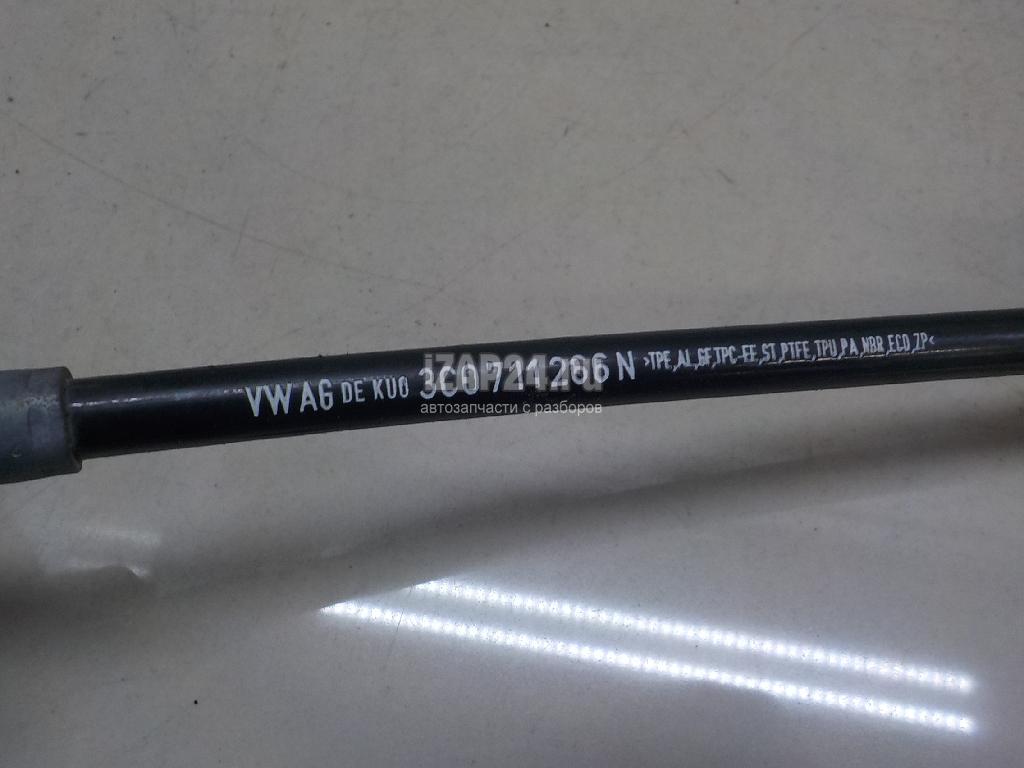 VW AG DE KUO 3C0 711 266 N >TPE,AL,GF,TPC-EE,ST,PTFE,TPU,PA,NBR,ECO,ZP<
iZAP24.ru
автозапчасти с разборов